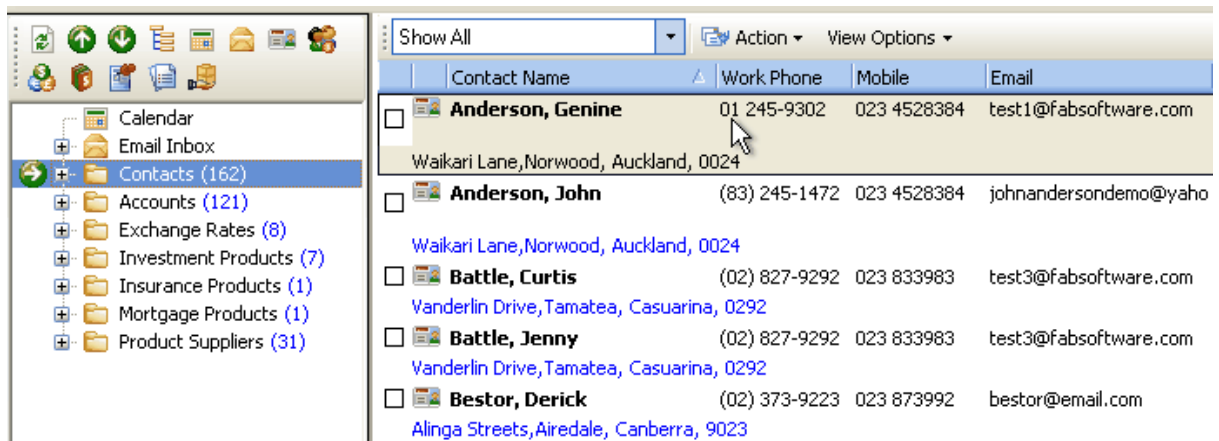 Calendar
Email Inbox
Contacts (162)
Accounts (121)
Exchange Rates (8)
Investment Products (7)
Insurance Products (1)
Mortgage Products (1)
Product Suppliers (31)
Show All Action View Options
Contact Name Work Phone Mobile Email
Anderson, Genine 01 245-9302 023 4528384 test1@fabsoftware.com
Waikari Lane,Norwood, Auckland, 0024
Anderson, John (83) 245-1472 023 4528384 johnandersondemo@yaho
Waikari Lane,Norwood, Auckland, 0024
Battle, Curtis (02) 827-9292 023 833983 test3@fabsoftware.com
Vanderlin Drive,Tamatea, Casuarina, 0292
Battle, Jenny (02) 827-9292 023 833983 test3@fabsoftware.com
Vanderlin Drive,Tamatea, Casuarina, 0292
Bestor, Derick (02) 373-9223 023 873992 bestor@email.com
Alinga Streets,Airedale, Canberra, 9023